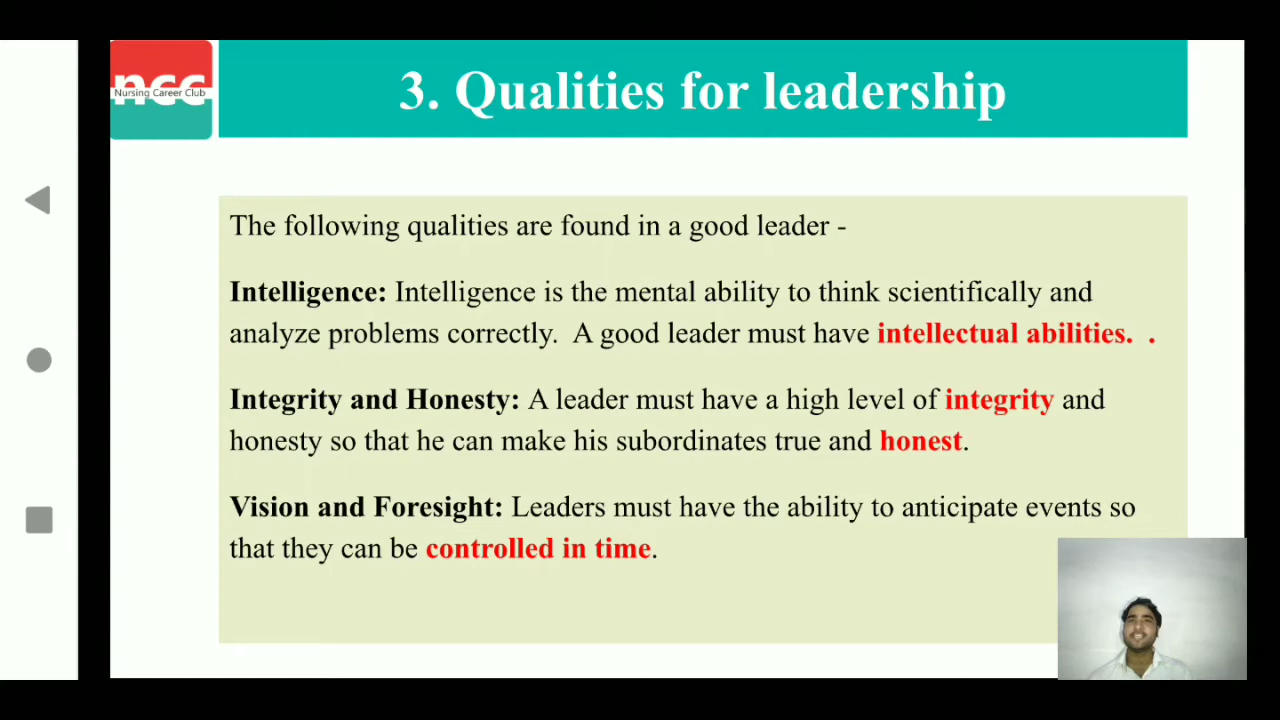 ncc
Nursing Career Club
3. Qualities for leadership
The following qualities are found in a good leader -
Intelligence: Intelligence is the mental ability to think scientifically and
analyze problems correctly.  A good leader must have intellectual abilities.  .
Integrity and Honesty: A leader must have a high level of integrity and
honesty so that he can make his subordinates true and honest.
Vision and Foresight: Leaders must have the ability to anticipate events so
that they can be controlled in time.